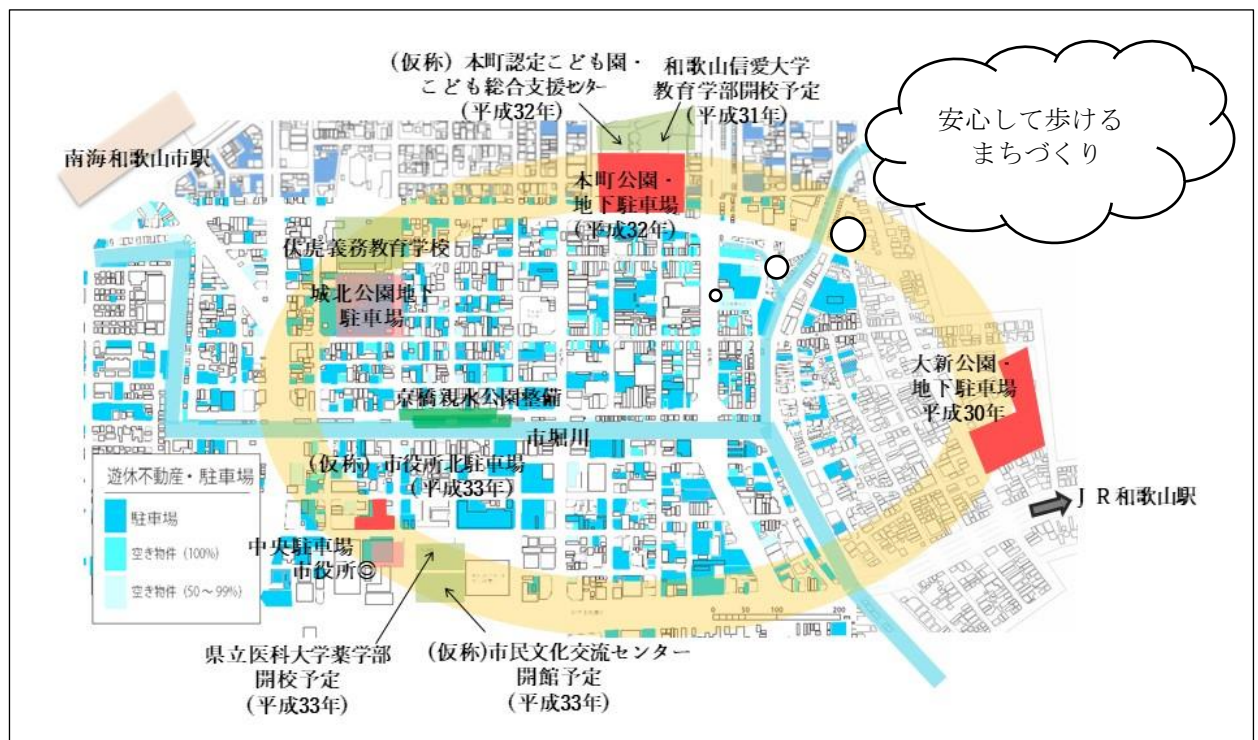 (仮称) 本町認定こども園・
こども総合支援センター
(平成32年)
和歌山信愛大学
教育学部開校予定
(平成31年)
安心して歩ける
まちづくり
南海和歌山市駅
本町公園・
地下駐車場
(平成32年)
伏虎義務教育学校
城北公園地下
駐車場
大新公園・
地下駐車場
平成30年
京橋親水公園整備
市堀川
(仮称) 市役所北駐車場
(平成33年)
遊休不動産・駐車場
駐車場
空き物件 (100%)
空き物件 (50～99%)
ＪＲ和歌山駅
中央駐車場
市役所◎
0 50 100 200
m
県立医科大学薬学部
開校予定
(平成33年)
(仮称)市民文化交流センター
開館予定
(平成33年)